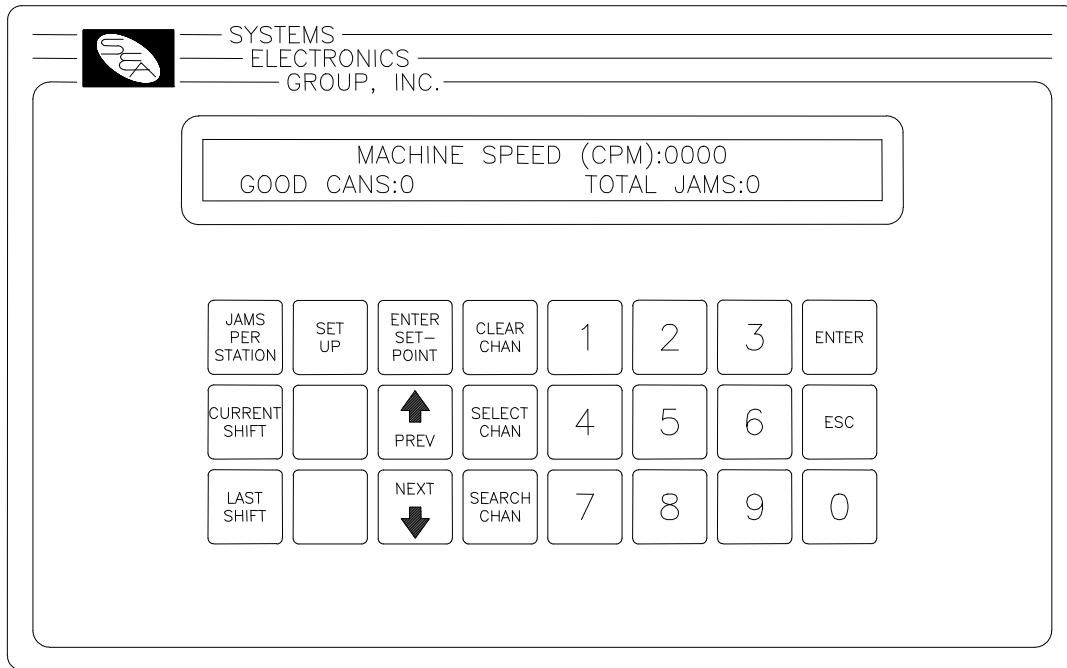 SYSTEMS
ELECTRONICS
GROUP, INC.
MACHINE SPEED (CPM):0000
GOOD CANS:0 TOTAL JAMS:0
JAMS
PER
STATION
SET
UP
ENTER
SET-
POINT
CLEAR
CHAN
1
2
3
ENTER
CURRENT
SHIFT
PREV
SELECT
CHAN
4
5
6
ESC
LAST
SHIFT
NEXT
SEARCH
CHAN
7
8
9
0